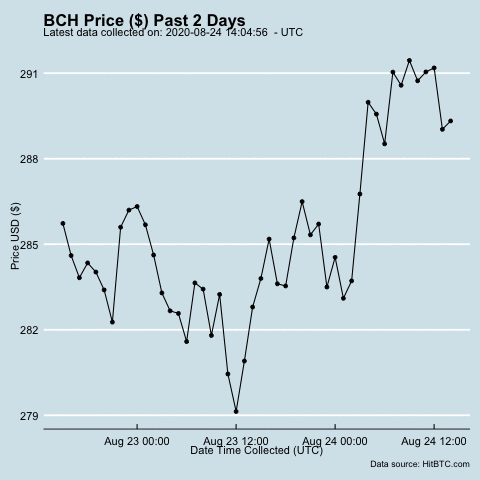 BCH Price ($) Past 2 Days
Latest data collected on: 2020-08-24 14:04:56 - UTC
291
288
285
282
279
Price USD ($)
Aug 23 00:00 Aug 23 12:00 Aug 24 00:00 Aug 24 12:00
Date Time Collected (UTC)
Data source: HitBTC.com